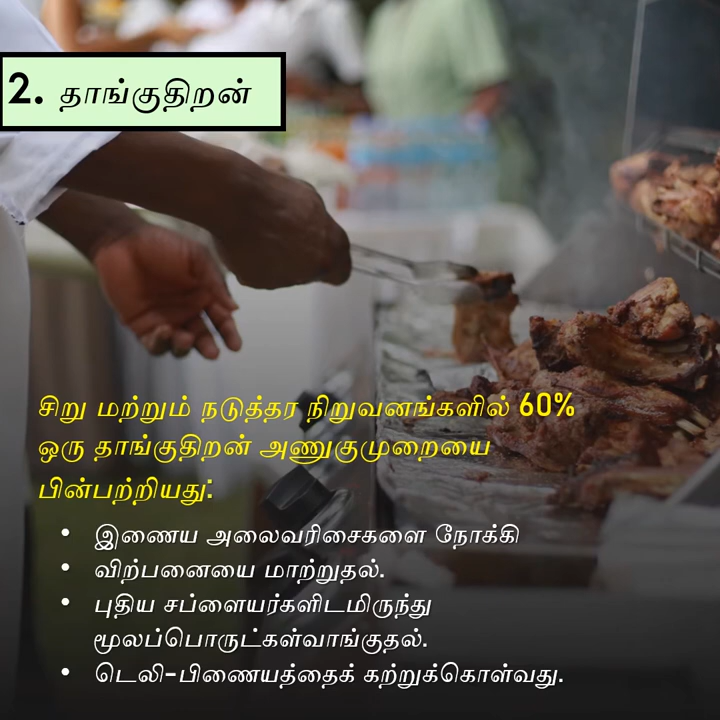 2. தாங்குதிறன்
சிறு மற்றும் நடுத்தர நிறுவனங்களில் 60%
ஒரு தாங்குதிறன் அணுகுமுறையை
பின்பற்றியது:
• இணைய அலைவரிசைகளை நோக்கி
• விற்பனையை மாற்றுதல்.
• புதிய சப்ளையர்களிடமிருந்து
மூலப்பொருட்கள்வாங்குதல்.
• டெலி-பிணையத்தைக் கற்றுக்கொள்வது.